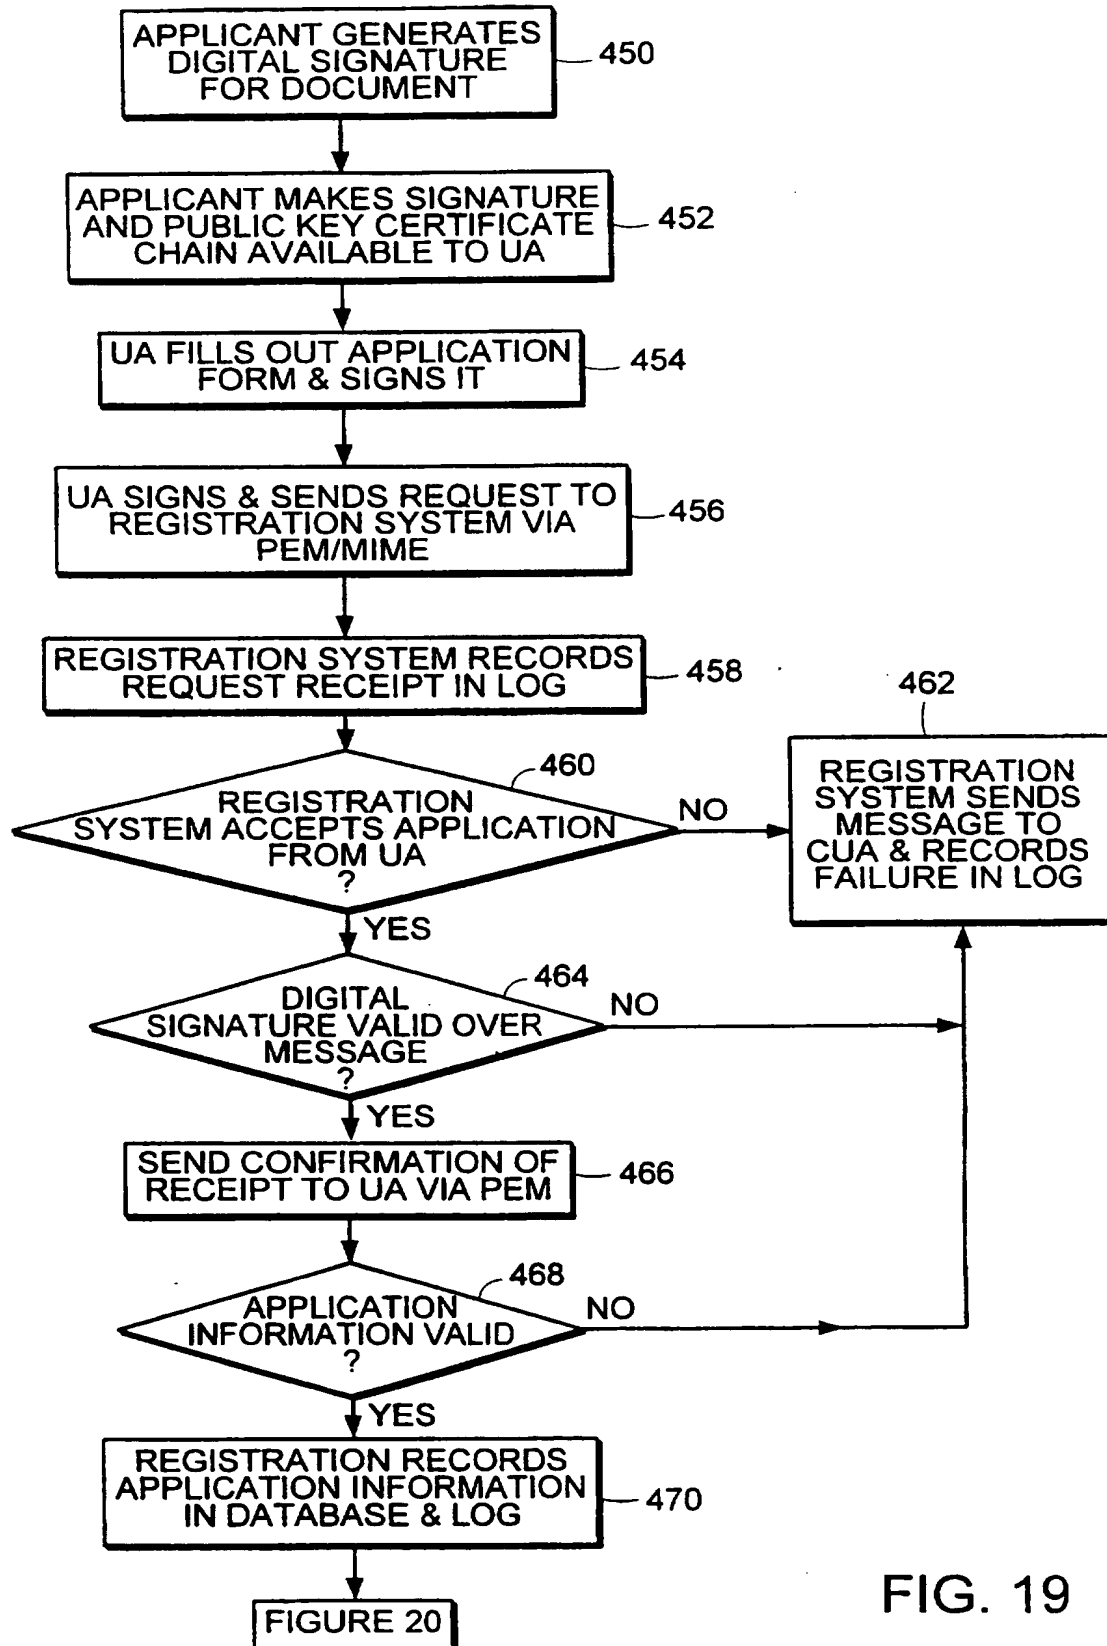 APPLICANT GENERATES
DIGITAL SIGNATURE
FOR DOCUMENT
450
APPLICANT MAKES SIGNATURE
AND PUBLIC KEY CERTIFICATE
CHAIN AVAILABLE TO UA
452
UA FILLS OUT APPLICATION
FORM & SIGNS IT
454
UA SIGNS & SENDS REQUEST TO
REGISTRATION SYSTEM VIA
PEM/MIME
456
REGISTRATION SYSTEM RECORDS
REQUEST RECEIPT IN LOG
458
460
REGISTRATION
SYSTEM ACCEPTS APPLICATION
FROM UA
?
NO
462
REGISTRATION
SYSTEM SENDS
MESSAGE TO
CUA & RECORDS
FAILURE IN LOG
YES
464
DIGITAL
SIGNATURE VALID OVER
MESSAGE
?
NO
YES
SEND CONFIRMATION OF
RECEIPT TO UA VIA PEM
466
468
APPLICATION
INFORMATION VALID
?
NO
YES
REGISTRATION RECORDS
APPLICATION INFORMATION
IN DATABASE & LOG
470
FIGURE 20
FIG. 19